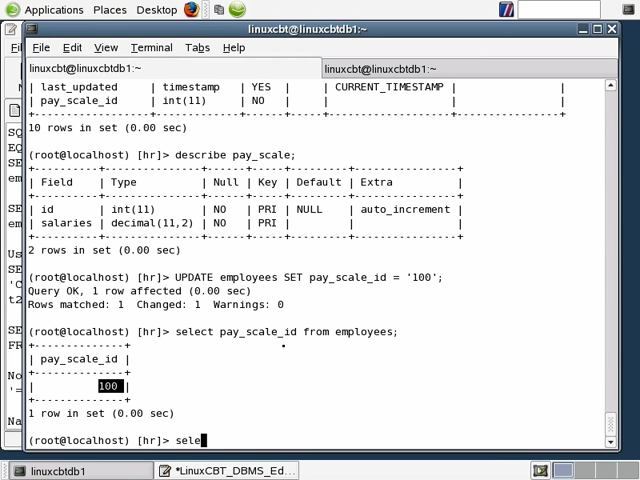 Applications Places Desktop
linuxcbt@linuxcbtdb1:~
File Edit View Terminal Tabs Help
linuxcbt@linuxcbtdb1:~ linuxcbt@linuxcbtdb1:~
| last_updated | timestamp | YES | | CURRENT_TIMESTAMP | |
| pay_scale_id | int(11) | NO | | | |
+--------------+-------------+------+-----+-------------------+----------------+
10 rows in set (0.00 sec)
(root@localhost) [hr]> describe pay_scale;
+----------+---------------+------+-----+---------+----------------+
| Field | Type | Null | Key | Default | Extra |
+----------+---------------+------+-----+---------+----------------+
| id | int(11) | NO | PRI | NULL | auto_increment |
| salaries | decimal(11,2) | NO | PRI | | |
+----------+---------------+------+-----+---------+----------------+
2 rows in set (0.00 sec)
(root@localhost) [hr]> UPDATE employees SET pay_scale_id = '100';
Query OK, 1 row affected (0.00 sec)
Rows matched: 1 Changed: 1 Warnings: 0
(root@localhost) [hr]> select pay_scale_id from employees;
+--------------+
| pay_scale_id |
+--------------+
| 100 |
+--------------+
1 row in set (0.00 sec)
(root@localhost) [hr]> sele
linuxcbtdb1 *LinuxCBT_DBMS_Ed...